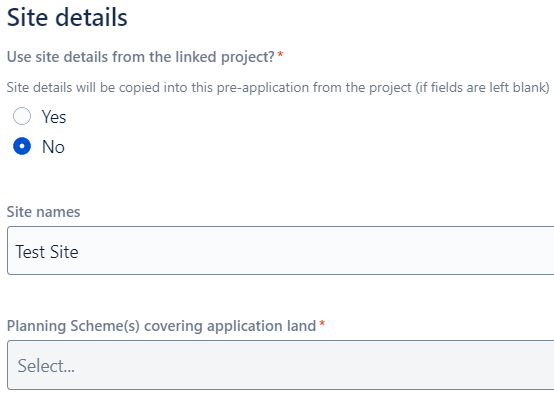 Site details
Use site details from the linked project?*
Site details will be copied into this pre-application from the project (if fields are left blank)
Yes
No
Site names
Test Site
Planning Scheme(s) covering application land*
Select...